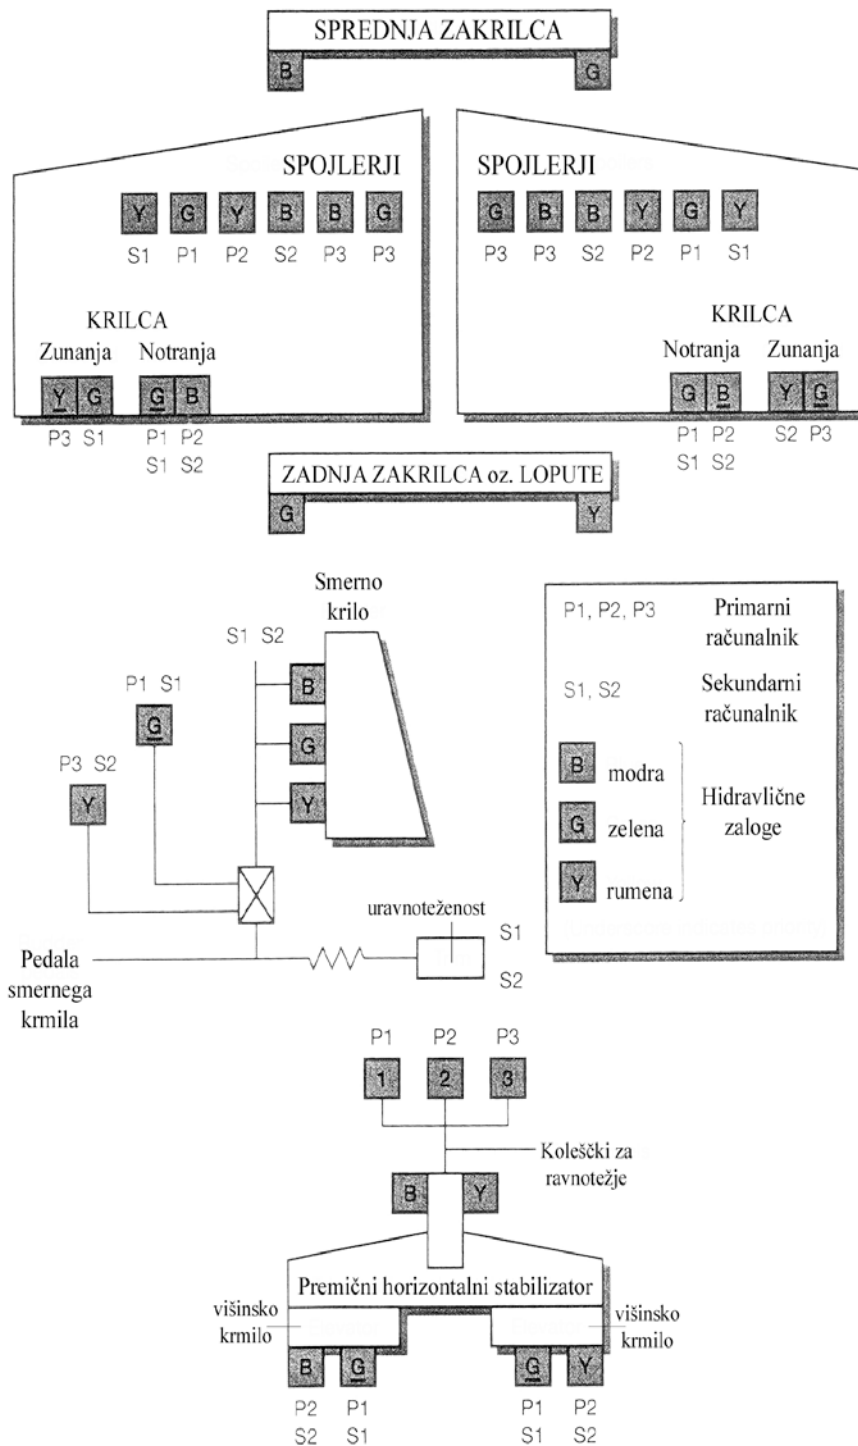 SPREDNJA ZAKRILCA
B G
SPOJLERJI
Y G Y B B G
S1 P1 P2 S2 P3 P3
KRILCA
Zunanja Notranja
Y G G B
P3 S1 P1 P2
S1 S2
SPOJLERJI
G B B Y G Y
P3 P3 S2 P2 P1 S1
KRILCA
Notranja Zunanja
G B Y G
P1 P2 S2 P3
S1 S2
ZADNJA ZAKRILCA oz. LOPUTE
G Y
Smerno
krilo
S1 S2
B
G
Y
P1 S1
G
P3 S2
Y
uravnoteženost
S1
S2
Pedala
smernega
krmila
P1, P2, P3 Primarni
računalnik
S1, S2 Sekundarni
računalnik
B modra
G zelena
Y rumena
Hidravlične
zaloge
P1 P2 P3
1 2 3
Koleščki za
ravnotežje
B Y
Premični horizontalni stabilizator
višinsko
krmilo
višinsko
krmilo
B G G Y
P2 P1 P1 P2
S2 S1 S1 S2